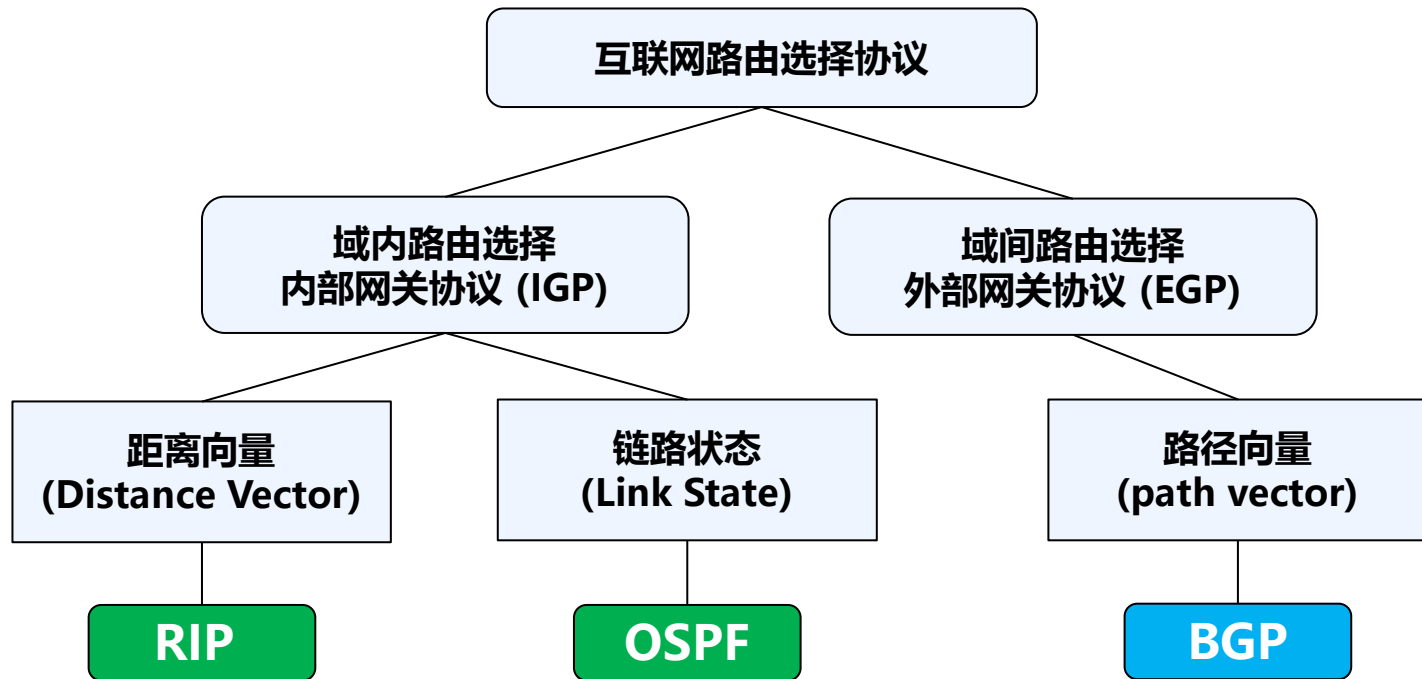 互联网路由选择协议
域内路由选择
内部网关协议 (IGP)
域间路由选择
外部网关协议 (EGP)
距离向量
(Distance Vector)
链路状态
(Link State)
路径向量
(path vector)
RIP
OSPF
BGP